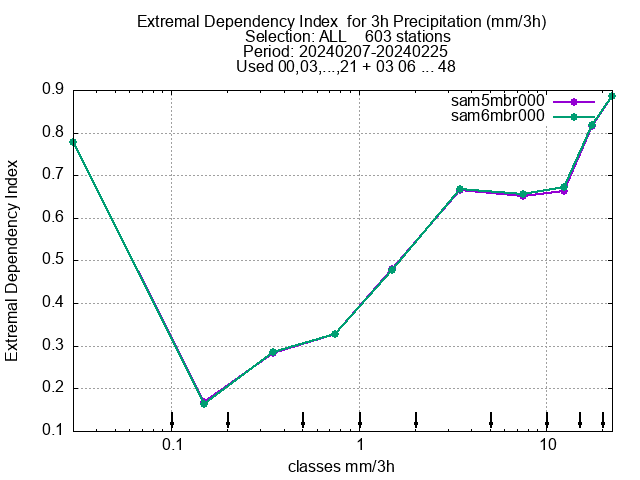 Extremal Dependency Index  for 3h Precipitation (mm/3h)
Selection: ALL    603 stations
Period: 20240207-20240225
Used 00,03,...,21 + 03 06 ... 48
sam5mbr000
sam6mbr000
0.9
0.8
0.7
0.6
0.5
0.4
0.3
0.2
0.1
Extremal Dependency Index
0.1 1 10
classes mm/3h